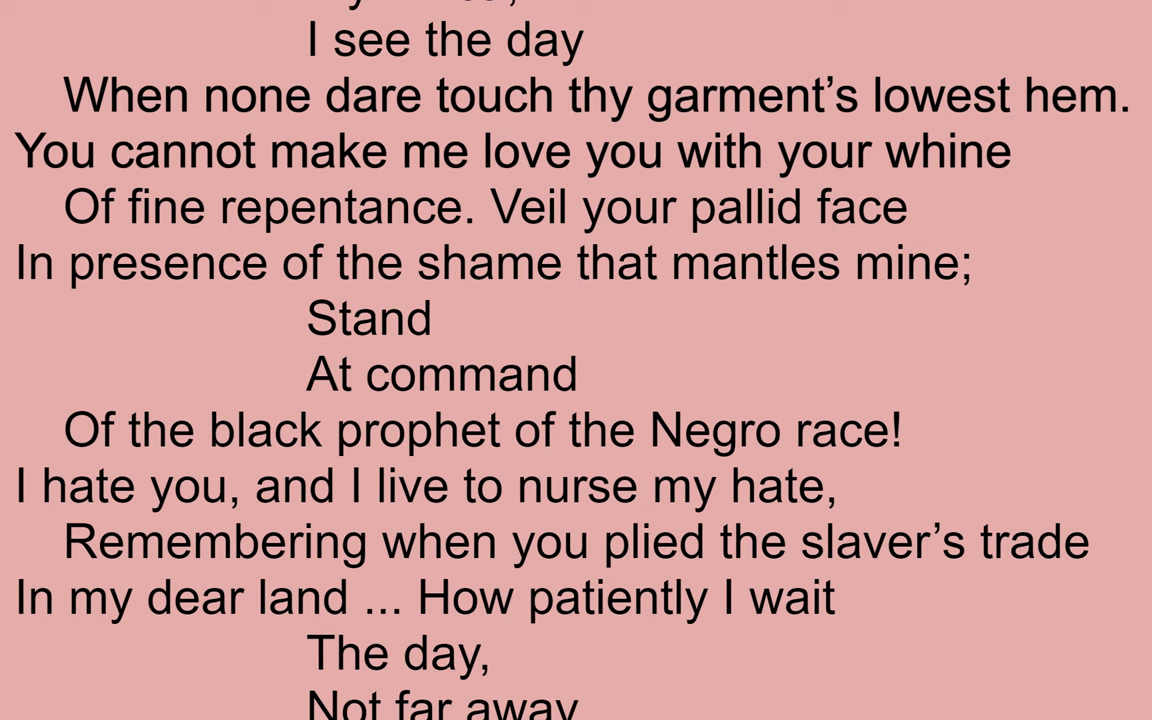 I see the day
When none dare touch thy garment’s lowest hem.
You cannot make me love you with your whine
Of fine repentance. Veil your pallid face
In presence of the shame that mantles mine;
Stand
At command
Of the black prophet of the Negro race!
I hate you, and I live to nurse my hate,
Remembering when you plied the slaver’s trade
In my dear land ... How patiently I wait
The day,
Not far away